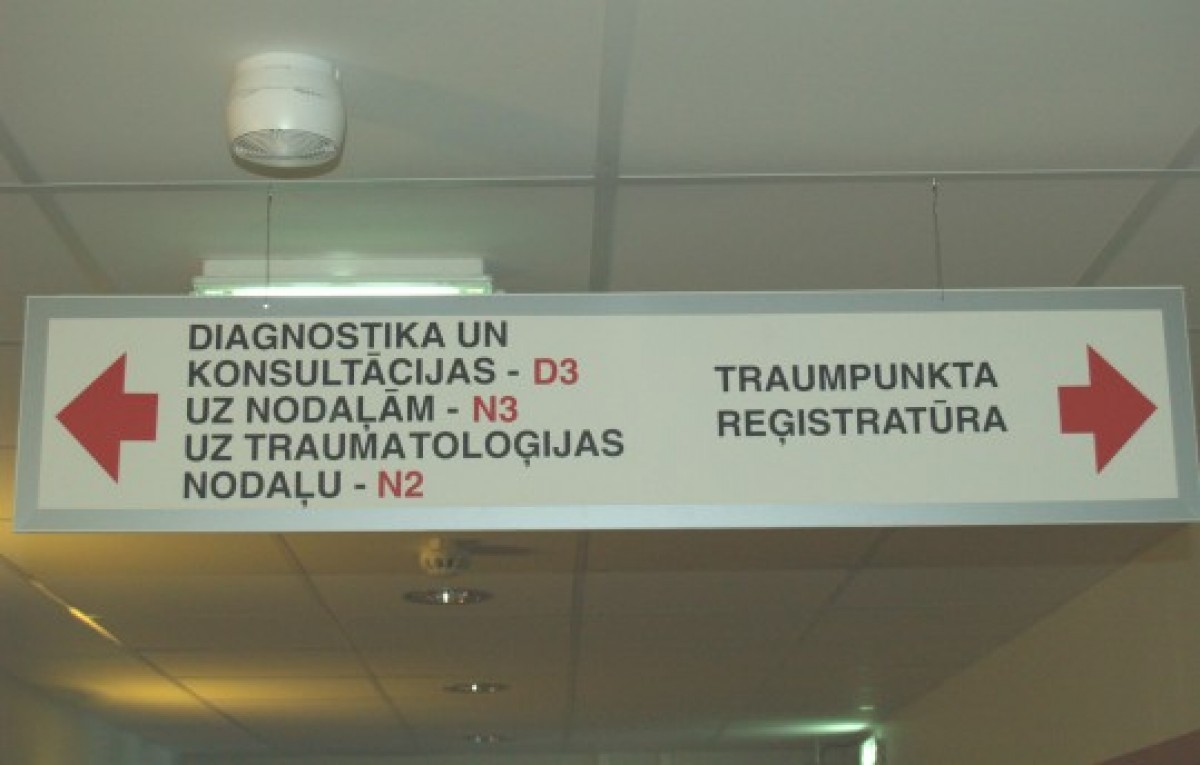 DIAGNOSTIKA UN
KONSULTĀCIJAS - D3
UZ NODAĻĀM - N3
UZ TRAUMATOLOĢIJAS
NODAĻU - N2
TRAUMPUNKTA
REĢISTRATŪRA